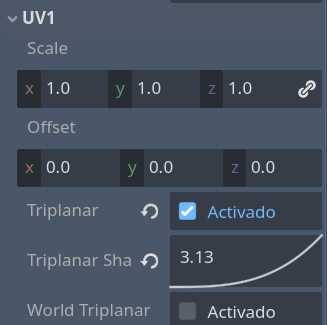 UV1
Scale
x 1.0 y 1.0 z 1.0
Offset
x 0.0 y 0.0 z 0.0
Triplanar Activado
Triplanar Sha 3.13
World Triplanar Activado